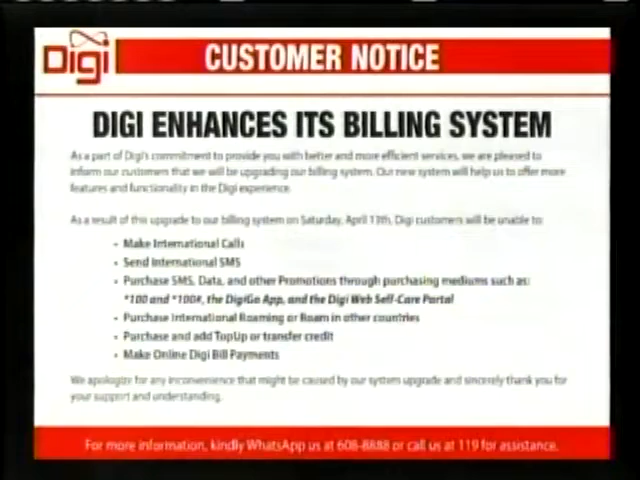 Digi
CUSTOMER NOTICE
DIGI ENHANCES ITS BILLING SYSTEM
As a part of Digi's commitment to provide you with better and more efficient services, we are pleased to
inform our customers that we will be upgrading our billing system. Our new system will help us to offer more
features and functionality in the Digi experience.
As a result of this upgrade to our billing system on Saturday, April 13th, Digi customers will be unable to:
• Make International Calls
• Send International SMS
• Purchase SMS, Data, and other Promotions through purchasing mediums such as:
*100 and *100#, the DigiGo App, and the Digi Web Self-Care Portal
• Purchase International Roaming or Roam in other countries
• Purchase and add TopUp or transfer credit
• Make Online Digi Bill Payments
We apologize for any inconvenience that might be caused by our system upgrade and sincerely thank you for
your support and understanding.
For more information, kindly WhatsApp us at 608-8888 or call us at 119 for assistance.